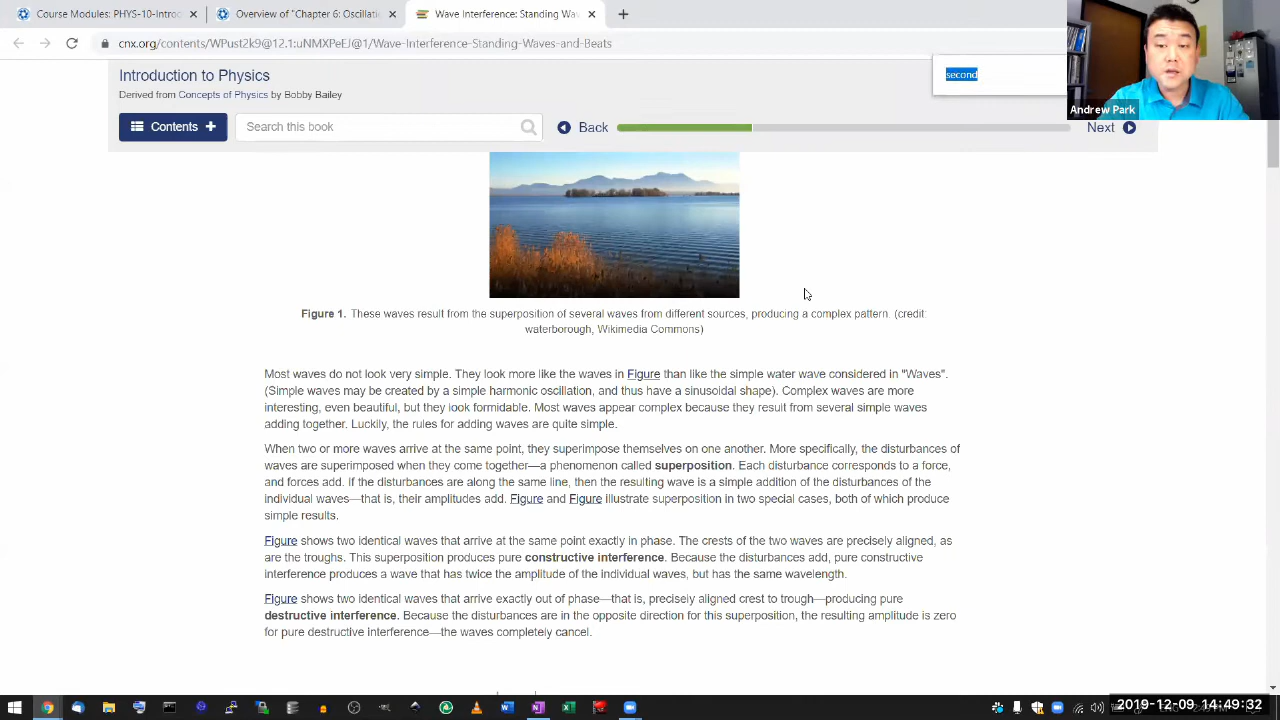 Course Modules: PHYS-10-Introd
Overview of "Chapter 6: Oscillati
Wave Interference: Standing Wav
cnx.org/contents/WPust2k9@12.1:uNMXPeEJ@1/Wave-Interference-Standing-Waves-and-Beats
Introduction to Physics
second
Derived from Concepts of Physics by Bobby Bailey
Andrew Park
Contents
Search this book
Back
Next
Figure 1. These waves result from the superposition of several waves from different sources, producing a complex pattern. (credit:
waterborough, Wikimedia Commons)
Most waves do not look very simple. They look more like the waves in Figure than like the simple water wave considered in "Waves".
(Simple waves may be created by a simple harmonic oscillation, and thus have a sinusoidal shape). Complex waves are more
interesting, even beautiful, but they look formidable. Most waves appear complex because they result from several simple waves
adding together. Luckily, the rules for adding waves are quite simple.
When two or more waves arrive at the same point, they superimpose themselves on one another. More specifically, the disturbances of
waves are superimposed when they come together—a phenomenon called superposition. Each disturbance corresponds to a force,
and forces add. If the disturbances are along the same line, then the resulting wave is a simple addition of the disturbances of the
individual waves—that is, their amplitudes add. Figure and Figure illustrate superposition in two special cases, both of which produce
simple results.
Figure shows two identical waves that arrive at the same point exactly in phase. The crests of the two waves are precisely aligned, as
are the troughs. This superposition produces pure constructive interference. Because the disturbances add, pure constructive
interference produces a wave that has twice the amplitude of the individual waves, but has the same wavelength.
Figure shows two identical waves that arrive exactly out of phase—that is, precisely aligned crest to trough—producing pure
destructive interference. Because the disturbances are in the opposite direction for this superposition, the resulting amplitude is zero
for pure destructive interference—the waves completely cancel.
2019-12-09 14:49:32